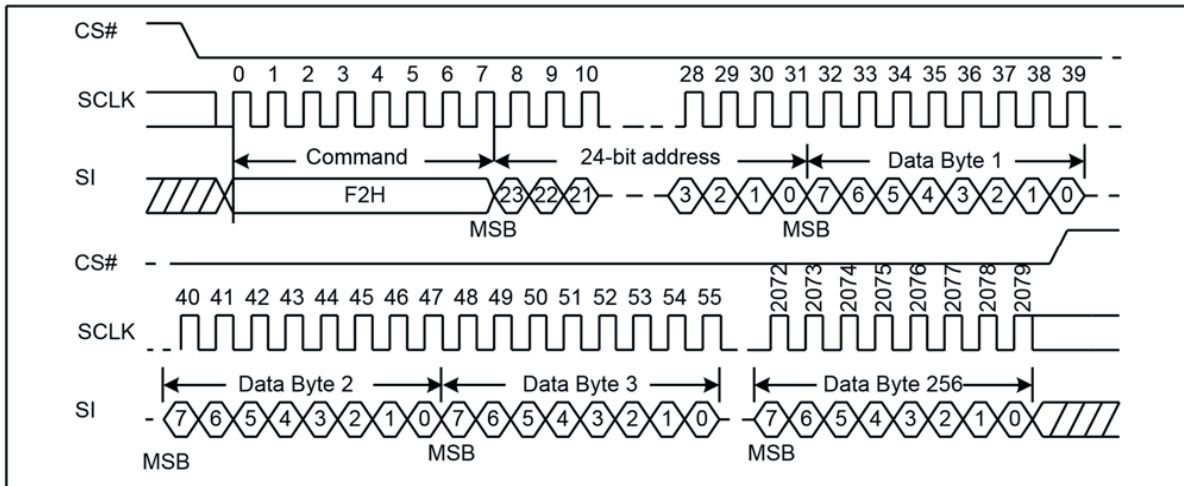 CS#
0 1 2 3 4 5 6 7 8 9 10 28 29 30 31 32 33 34 35 36 37 38 39
SCLK
Command 24-bit address Data Byte 1
SI F2H 23 22 21 3 2 1 0 7 6 5 4 3 2 1 0
MSB MSB
CS#
40 41 42 43 44 45 46 47 48 49 50 51 52 53 54 55 2072 2073 2074 2075 2076 2077 2078 2079
SCLK
Data Byte 2 Data Byte 3 Data Byte 256
SI 7 6 5 4 3 2 1 0 7 6 5 4 3 2 1 0 7 6 5 4 3 2 1 0
MSB MSB MSB